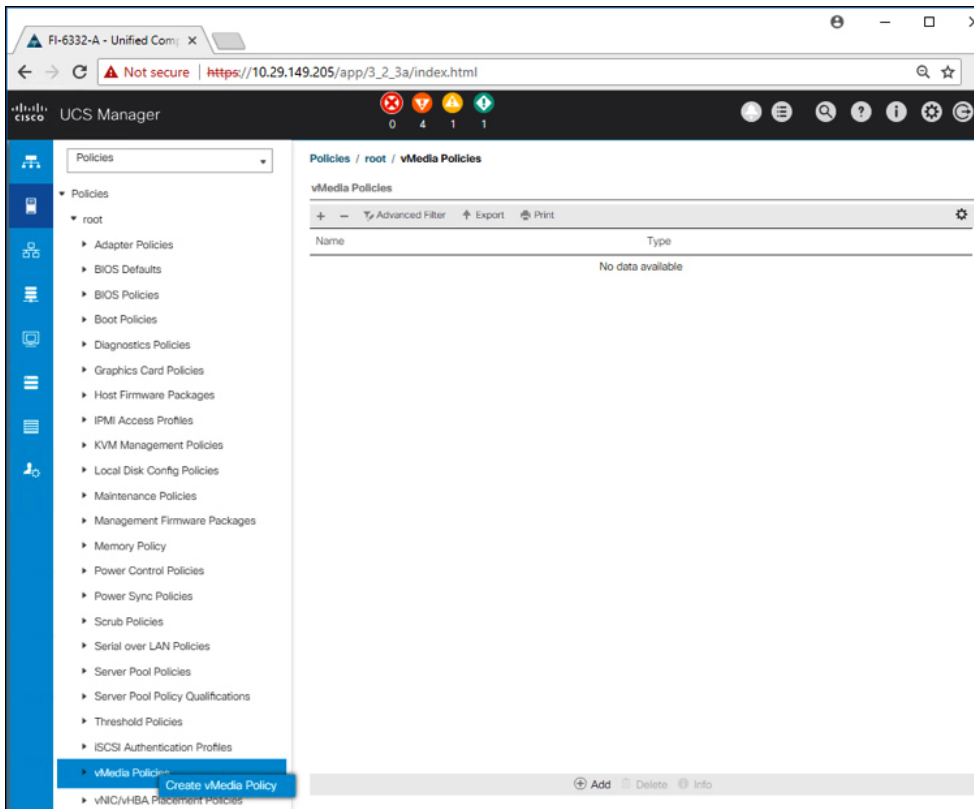 FI-6332-A - Unified Comp
Not secure | https://10.29.149.205/app/3_2_3a/index.html
cisco UCS Manager
0 4 1 1
Policies
Policies / root / vMedia Policies
vMedia Policies
+ − Advanced Filter Export Print
Name Type
No data available
Policies
root
Adapter Policies
BIOS Defaults
BIOS Policies
Boot Policies
Diagnostics Policies
Graphics Card Policies
Host Firmware Packages
IPMI Access Profiles
KVM Management Policies
Local Disk Config Policies
Maintenance Policies
Management Firmware Packages
Memory Policy
Power Control Policies
Power Sync Policies
Scrub Policies
Serial over LAN Policies
Server Pool Policies
Server Pool Policy Qualifications
Threshold Policies
iSCSI Authentication Profiles
vMedia Policies
Create vMedia Policy
vNIC/vHBA Placement Policies
Add Delete Info